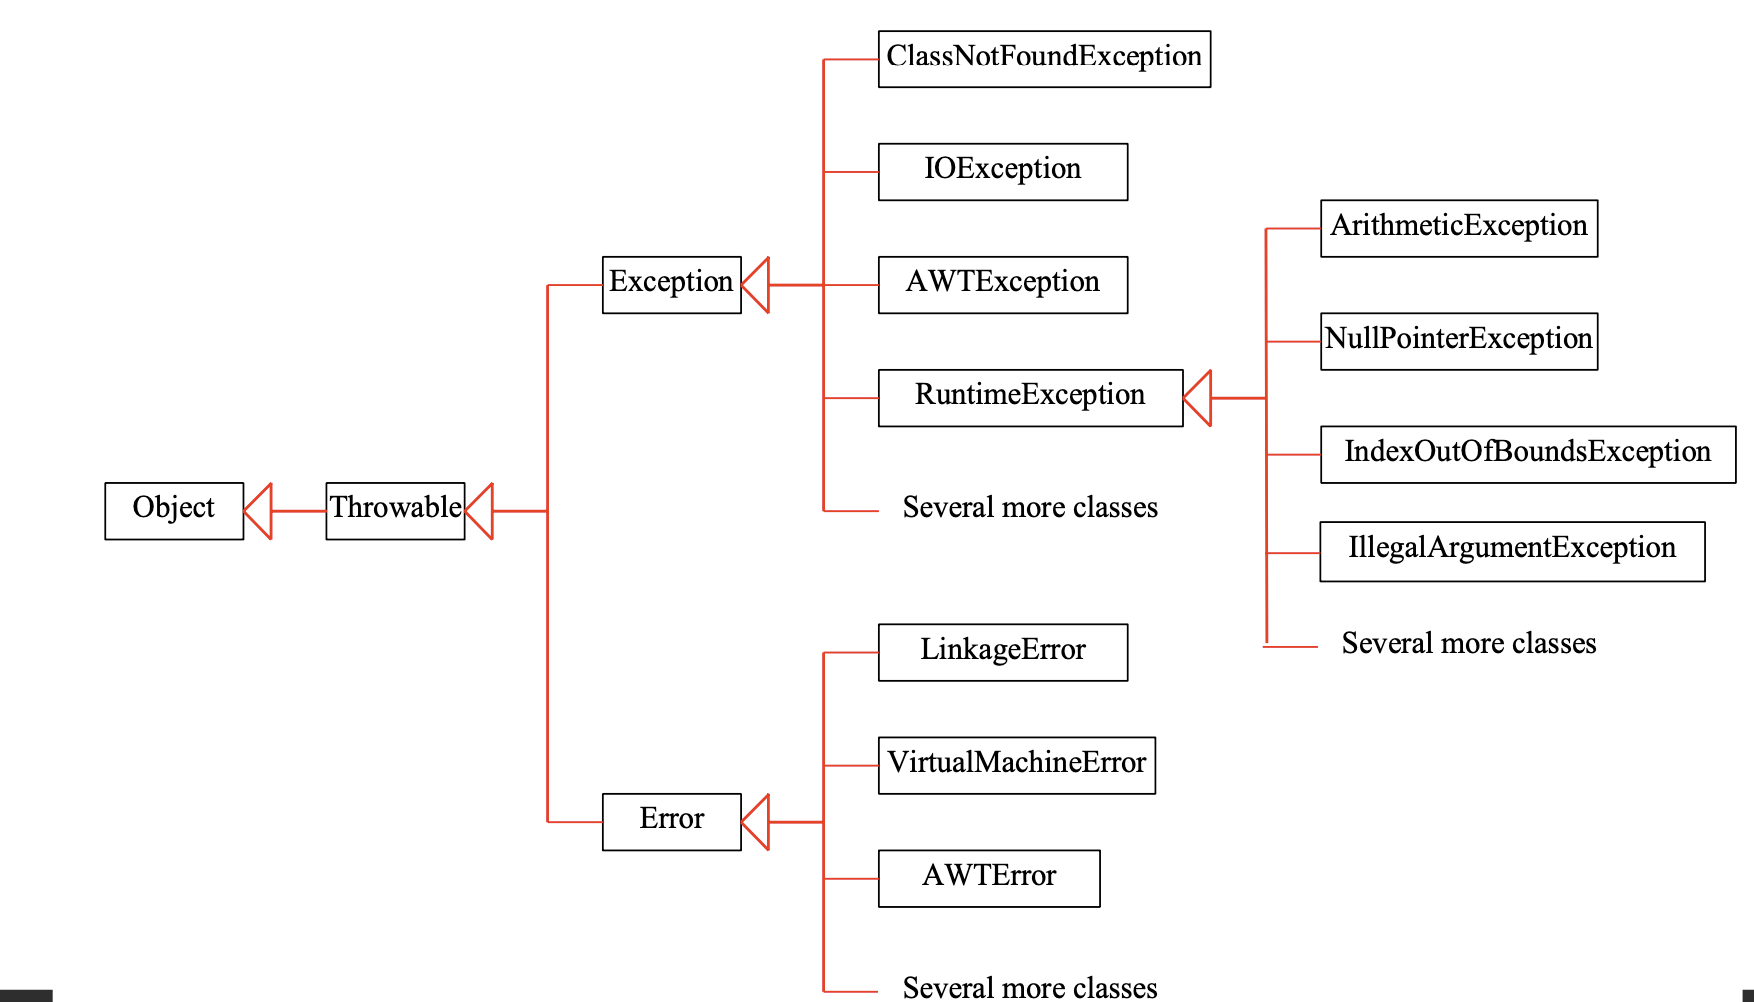 ClassNotFoundException
IOException
ArithmeticException
Exception
AWTException
NullPointerException
RuntimeException
IndexOutOfBoundsException
Object
Throwable
Several more classes
IllegalArgumentException
LinkageError
Several more classes
VirtualMachineError
Error
AWTError
Several more classes